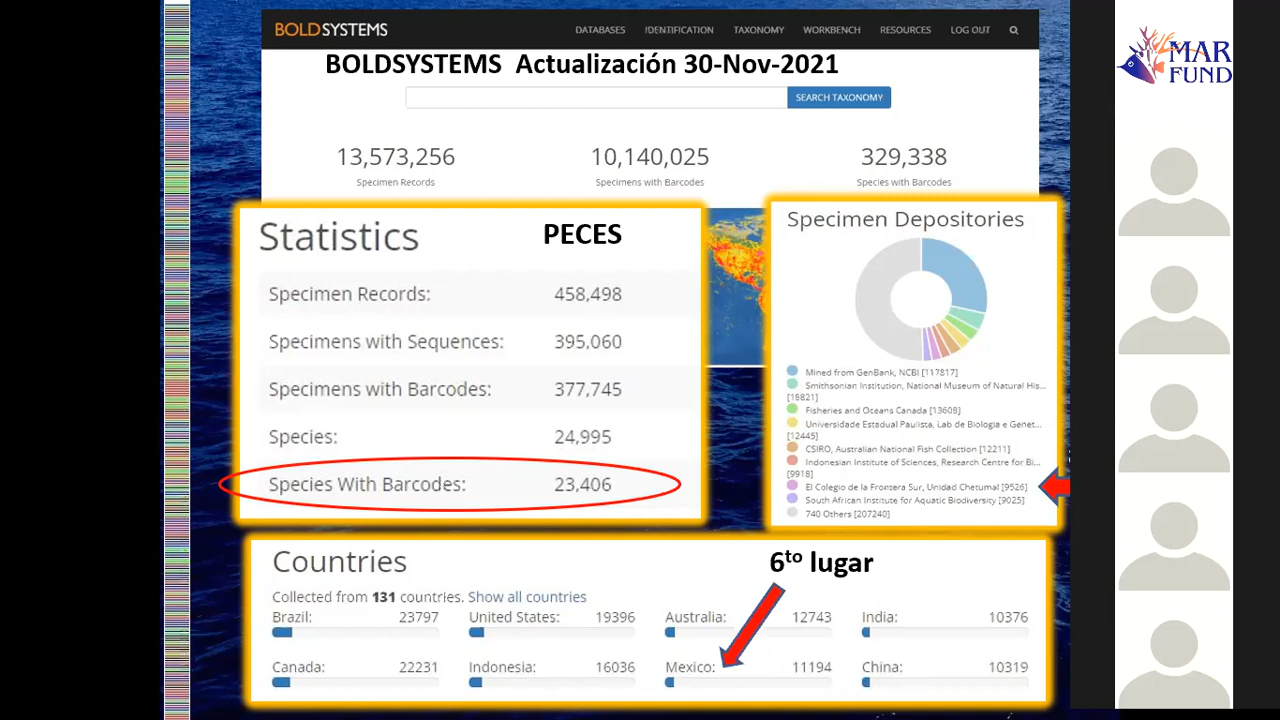 BOLDSYSTEMS
DATABASES IDENTIFICATION TAXONOMY WORKBENCH RESOURCES LOG OUT
MAR
FUND
BOLDSYSTEMS Actualización 30-Nov-2021
SEARCH TAXONOMY
13,573,256 10,140,025 329,338
Specimen Records Specimens with Barcodes Species with Barcodes
Statistics PECES
Specimen Records: 458,498
Specimens with Sequences: 395,060
Specimens with Barcodes: 377,745
Species: 24,995
Species With Barcodes: 23,406
Specimen Depositories
Mined from GenBank, NCBI [117817]
Smithsonian Institution, National Museum of Natural His...
[19821]
Fisheries and Oceans Canada [13608]
Universidade Estadual Paulista, Lab de Biologia e Genet...
[12445]
CSIRO, Australian National Fish Collection [12211]
Indonesian Institute of Sciences, Research Centre for Bi...
[9918]
El Colegio de la Frontera Sur, Unidad Chetumal [9526]
South African Institute for Aquatic Biodiversity [9025]
740 Others [207240]
Countries 6to lugar
Collected from 131 countries. Show all countries
Brazil: 23797 United States: 19396 Australia: 12743 India: 10376
Canada: 22231 Indonesia: 16036 Mexico: 11194 China: 10319